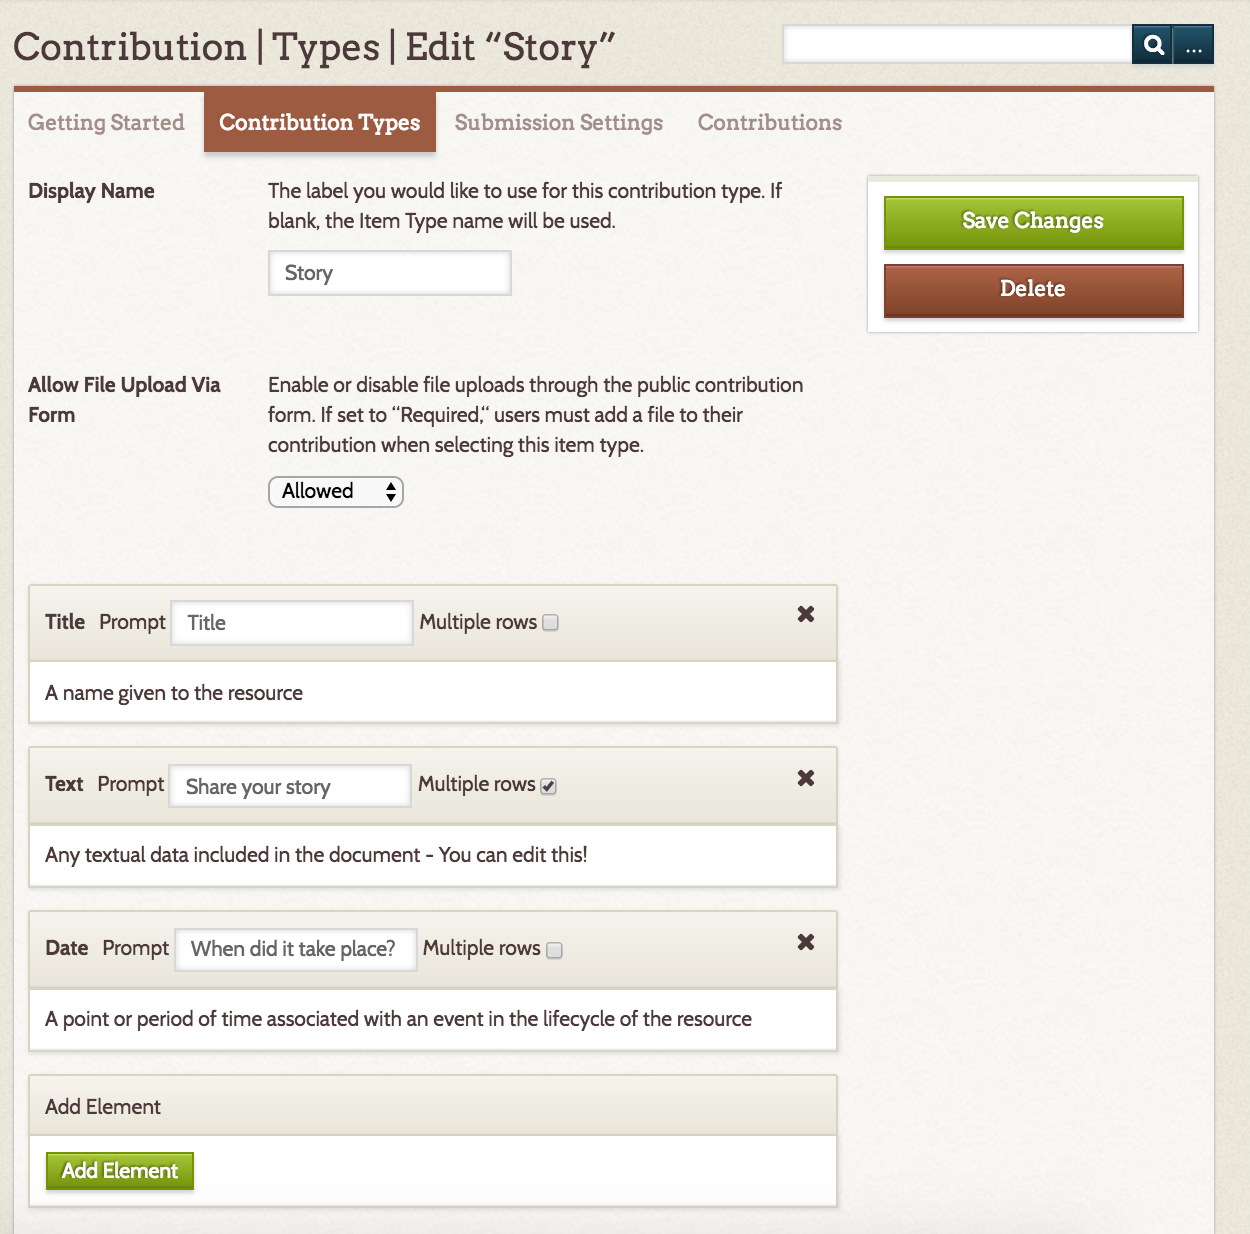 Contribution | Types | Edit “Story”
...
Getting Started
Contribution Types
Submission Settings
Contributions
Display Name
The label you would like to use for this contribution type. If
blank, the Item Type name will be used.
Story
Save Changes
Delete
Allow File Upload Via
Form
Enable or disable file uploads through the public contribution
form. If set to “Required,“ users must add a file to their
contribution when selecting this item type.
Allowed
Title Prompt Title Multiple rows
A name given to the resource
Text Prompt Share your story Multiple rows
Any textual data included in the document - You can edit this!
Date Prompt When did it take place? Multiple rows
A point or period of time associated with an event in the lifecycle of the resource
Add Element
Add Element